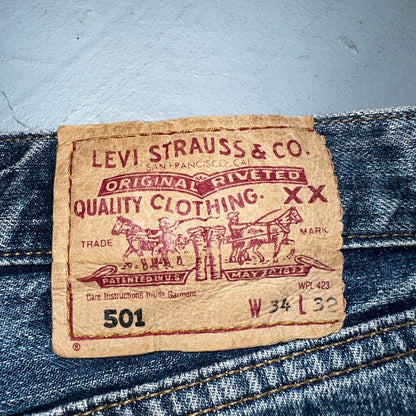 LEVI STRAUSS & CO.
SAN FRANCISCO, CAL.
ORIGINAL RIVETED
QUALITY CLOTHING. XX
TRADE MARK
PATENTED IN U.S. MAY 20 1873
WPL 423
Care Instructions Inside Garment
501 W 34 L 32
®